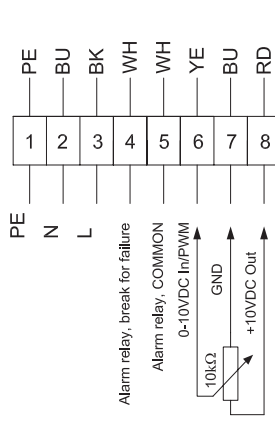 PE
BU
BK
WH
WH
YE
BU
RD
1
2
3
4
5
6
7
8
PE
N
L
Alarm relay, break for failure
Alarm relay, COMMON
0-10VDC In/PWM
GND
+10VDC Out
10kΩ